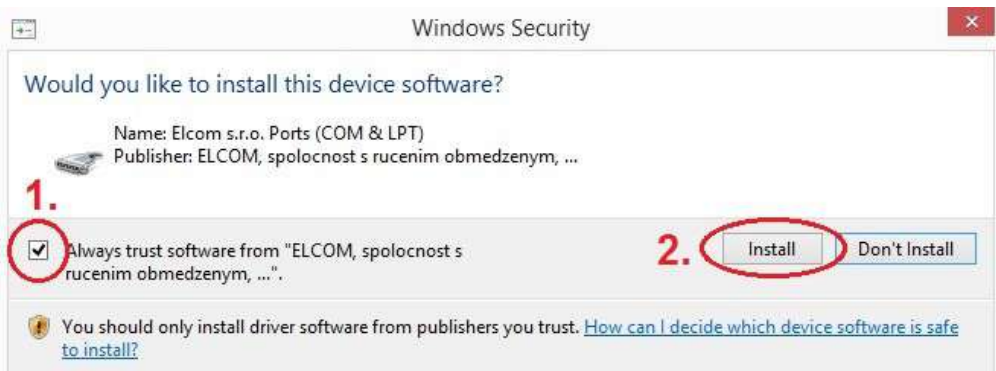 Windows Security
Would you like to install this device software?
Name: Elcom s.r.o. Ports (COM & LPT)
Publisher: ELCOM, spolocnost s rucenim obmedzenym, ...
1.
Always trust software from "ELCOM, spolocnost s
rucenim obmedzenym, ...".
2.
Install
Don't Install
You should only install driver software from publishers you trust. How can I decide which device software is safe
to install?